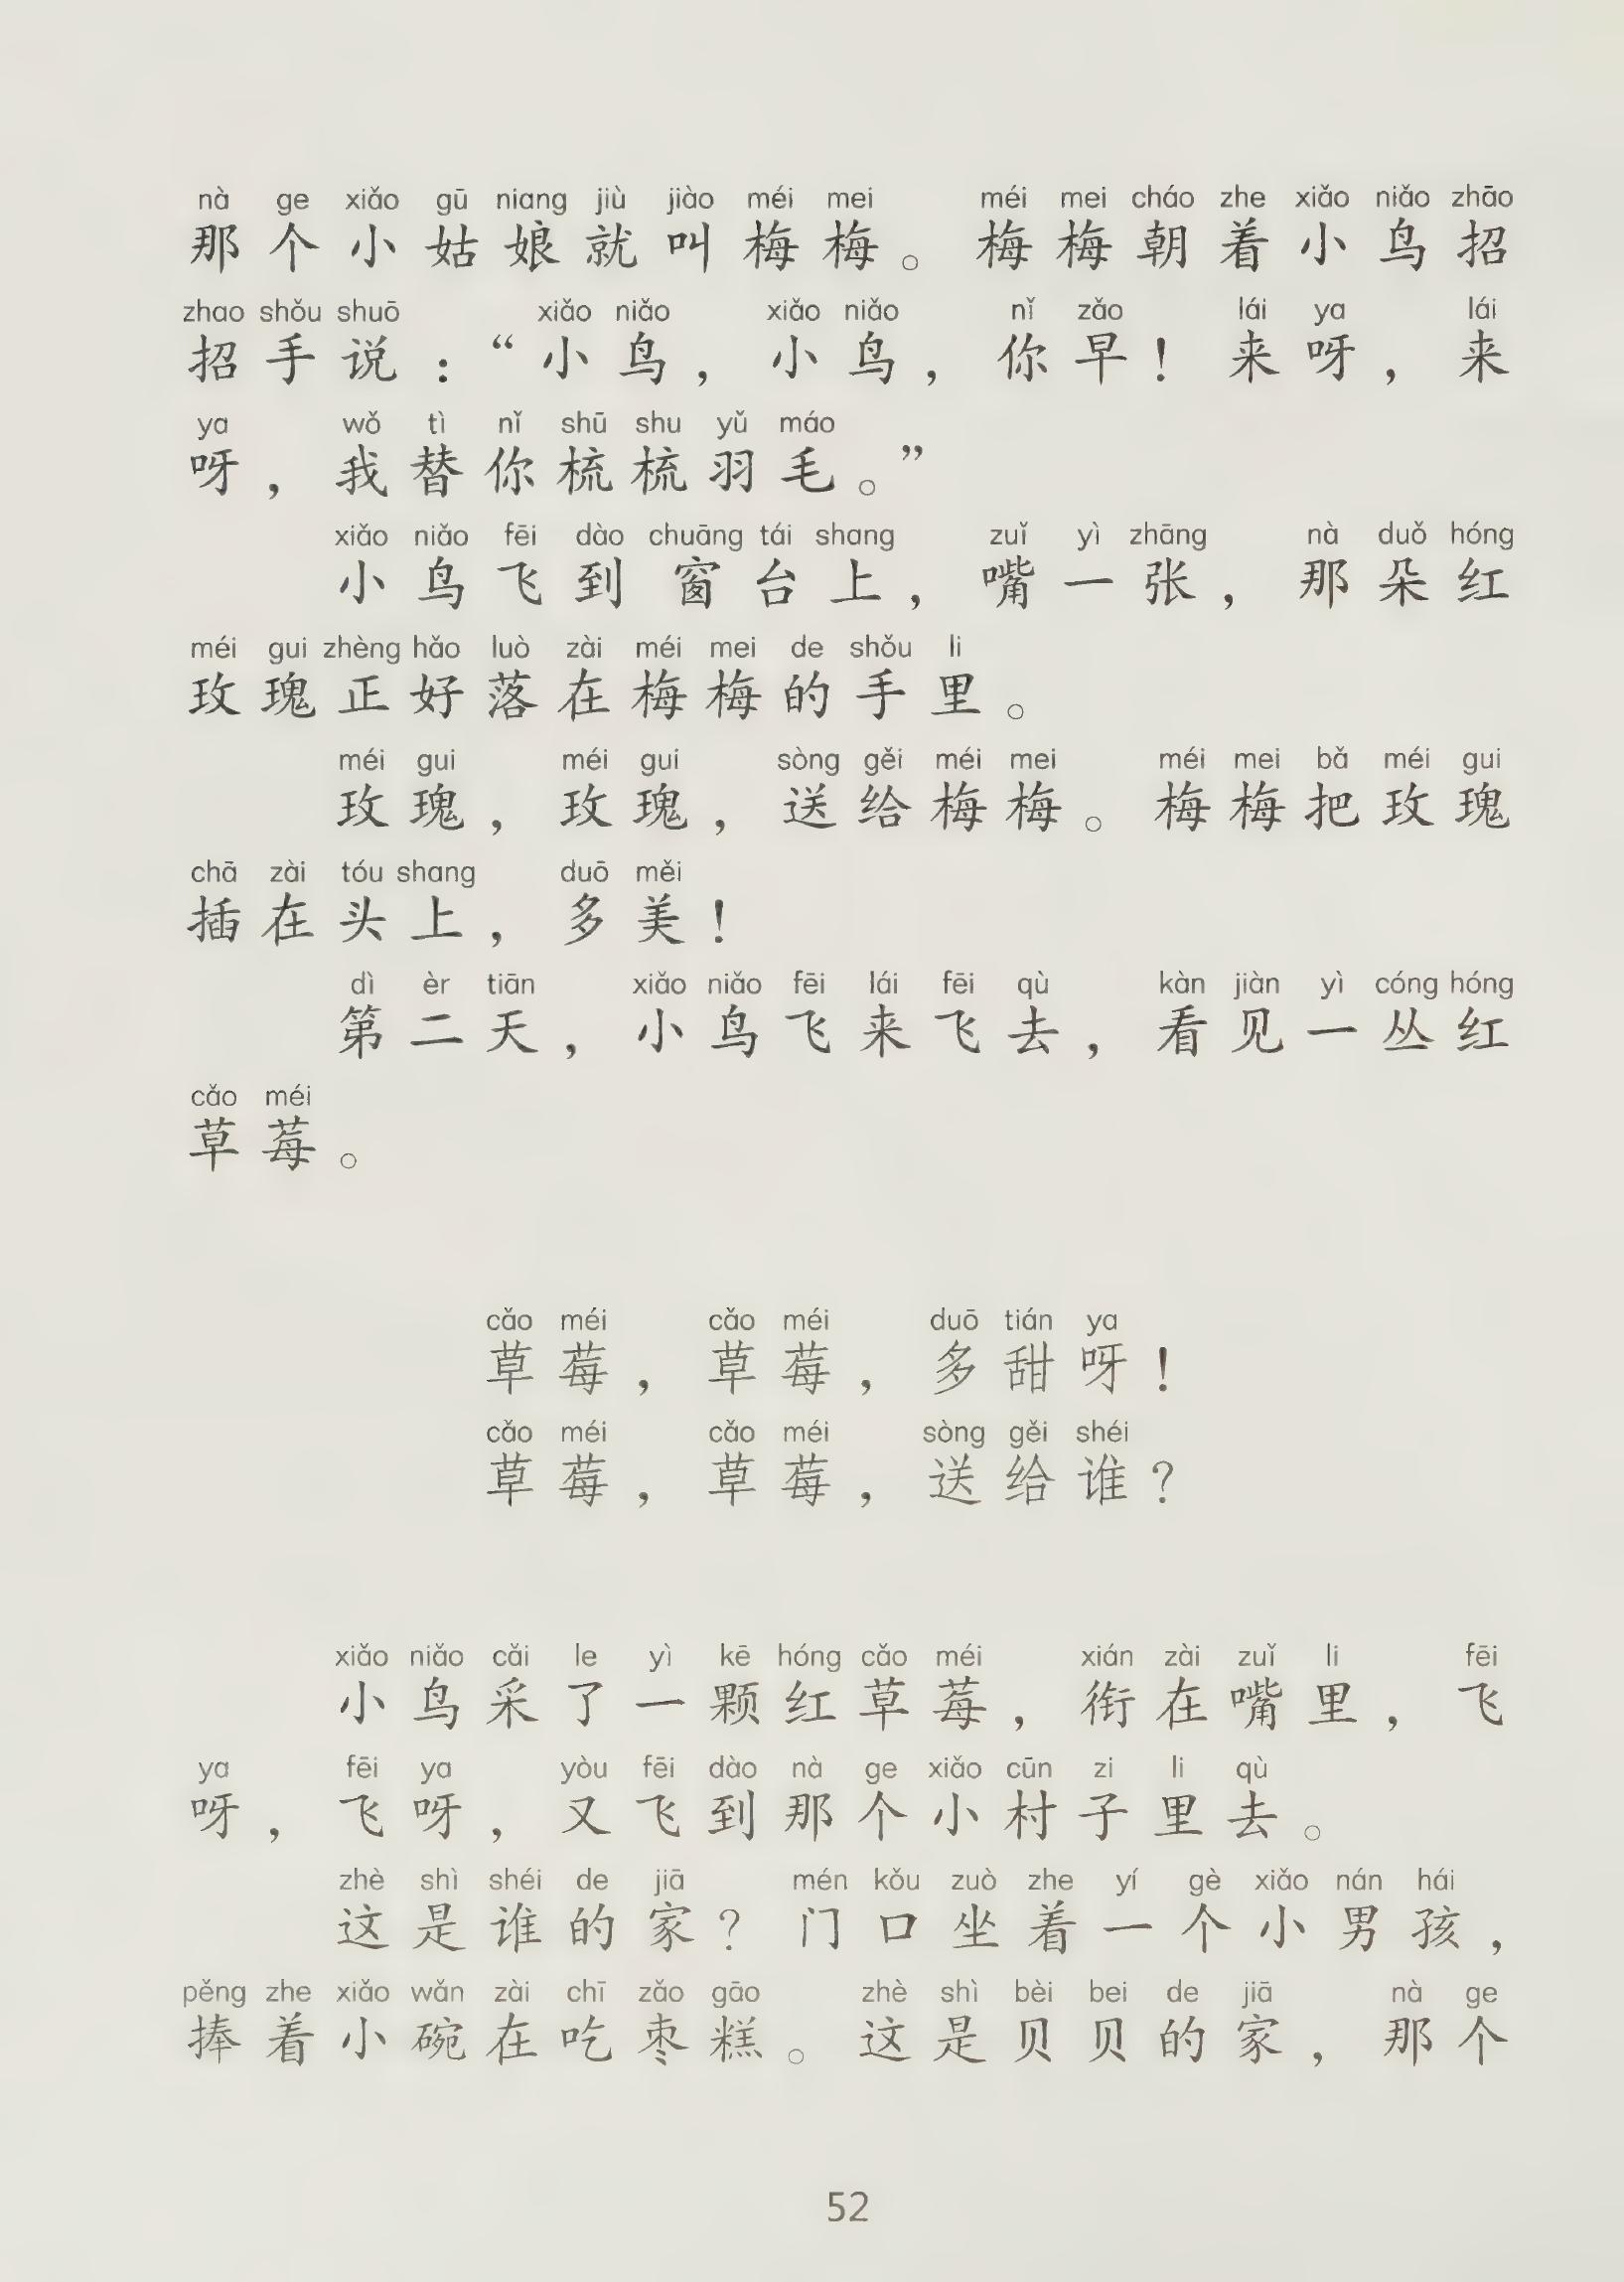 nà ge xiǎo gū niang jiù jiào méi mei méi mei cháo zhe xiǎo niǎo zhāo
那个小姑娘就叫梅梅。梅梅朝着小鸟招
zhao shǒu shuō xiǎo niǎo xiǎo niǎo nǐ zǎo lái ya lái
招手说：“小鸟，小鸟，你早！来呀，来
ya wǒ tì nǐ shū shu yǔ máo
呀，我替你梳梳羽毛。”
xiǎo niǎo fēi dào chuāng tái shang zuǐ yì zhāng nà duǒ hóng
小鸟飞到窗台上，嘴一张，那朵红
méi gui zhèng hǎo luò zài méi mei de shǒu li
玫瑰正好落在梅梅的手里。
méi gui méi gui sòng gěi méi mei méi mei bǎ méi gui
玫瑰，玫瑰，送给梅梅。梅梅把玫瑰
chā zài tóu shang duō měi
插在头上，多美！
dì èr tiān xiǎo niǎo fēi lái fēi qù kàn jiàn yì cóng hóng
第二天，小鸟飞来飞去，看见一丛红
cǎo méi
草莓。
cǎo méi cǎo méi duō tián ya
草莓，草莓，多甜呀！
cǎo méi cǎo méi sòng gěi shéi
草莓，草莓，送给谁？
xiǎo niǎo cǎi le yì kē hóng cǎo méi xián zài zuǐ li fēi
小鸟采了一颗红草莓，衔在嘴里，飞
ya fēi ya yòu fēi dào nà ge xiǎo cūn zi li qù
呀，飞呀，又飞到那个小村子里去。
zhè shì shéi de jiā mén kǒu zuò zhe yí gè xiǎo nán hái
这是谁的家？门口坐着一个小男孩，
pěng zhe xiǎo wǎn zài chī zǎo gāo zhè shì bèi bei de jiā nà ge
捧着小碗在吃枣糕。这是贝贝的家，那个
52